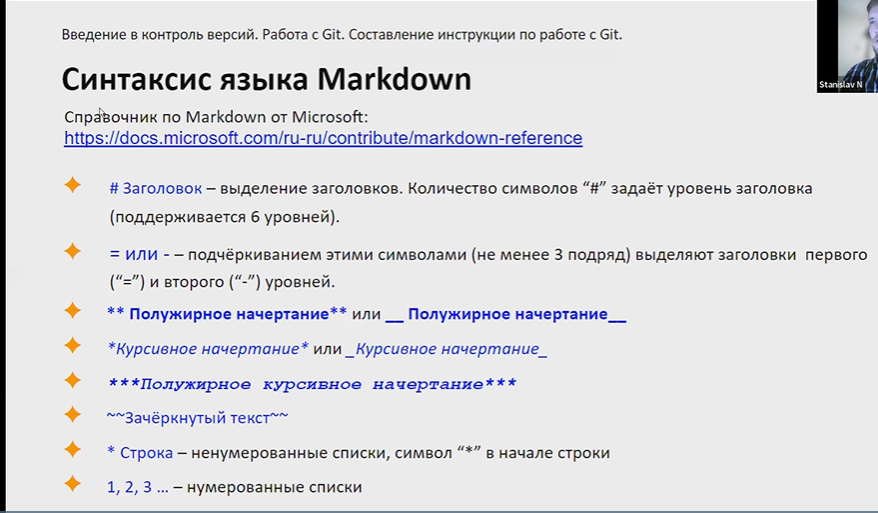 Введение в контроль версий. Работа с Git. Составление инструкции по работе с Git.
Синтаксис языка Markdown
Stanislav N
Справочник по Markdown от Microsoft:
https://docs.microsoft.com/ru-ru/contribute/markdown-reference
# Заголовок – выделение заголовков. Количество символов “#” задаёт уровень заголовка
(поддерживается 6 уровней).
= или - – подчёркиванием этими символами (не менее 3 подряд) выделяют заголовки первого
(“=”) и второго (“-”) уровней.
** Полужирное начертание** или __ Полужирное начертание__
*Курсивное начертание* или _Курсивное начертание_
***Полужирное курсивное начертание***
~~Зачёркнутый текст~~
* Строка – ненумерованные списки, символ “*” в начале строки
1, 2, 3 ... – нумерованные списки